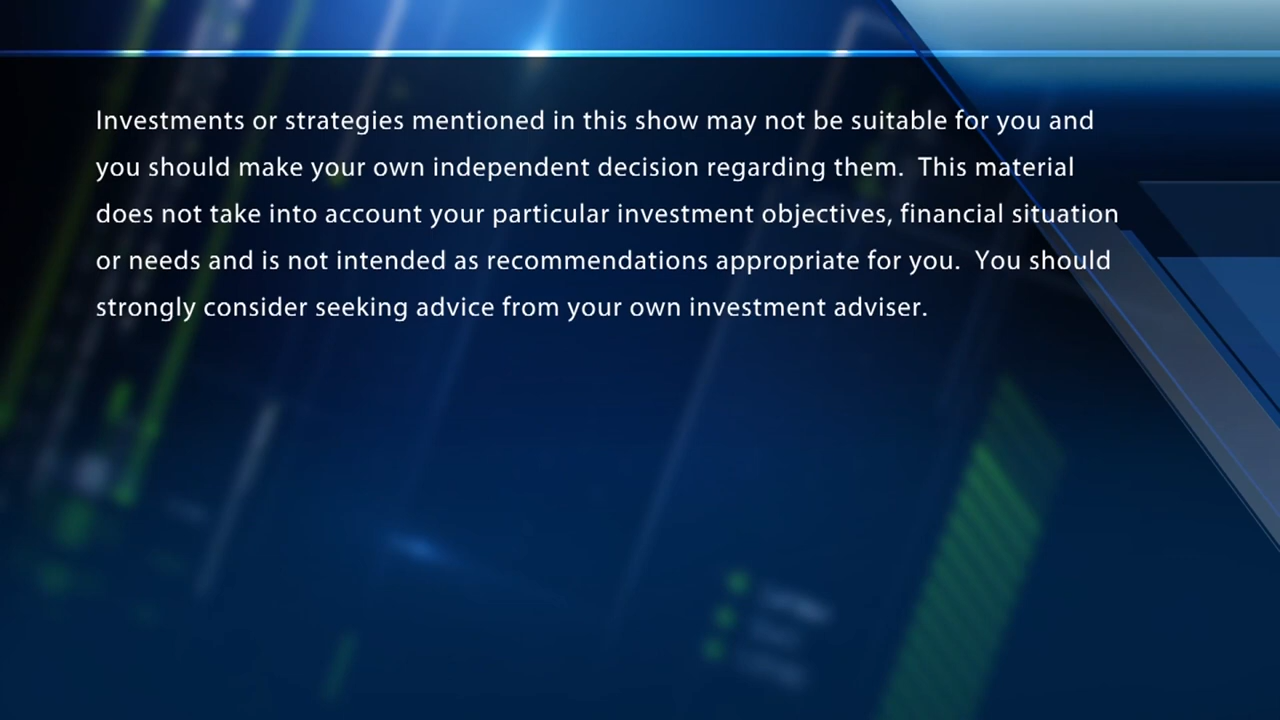 Investments or strategies mentioned in this show may not be suitable for you and
you should make your own independent decision regarding them.  This material
does not take into account your particular investment objectives, financial situation
or needs and is not intended as recommendations appropriate for you.  You should
strongly consider seeking advice from your own investment adviser.